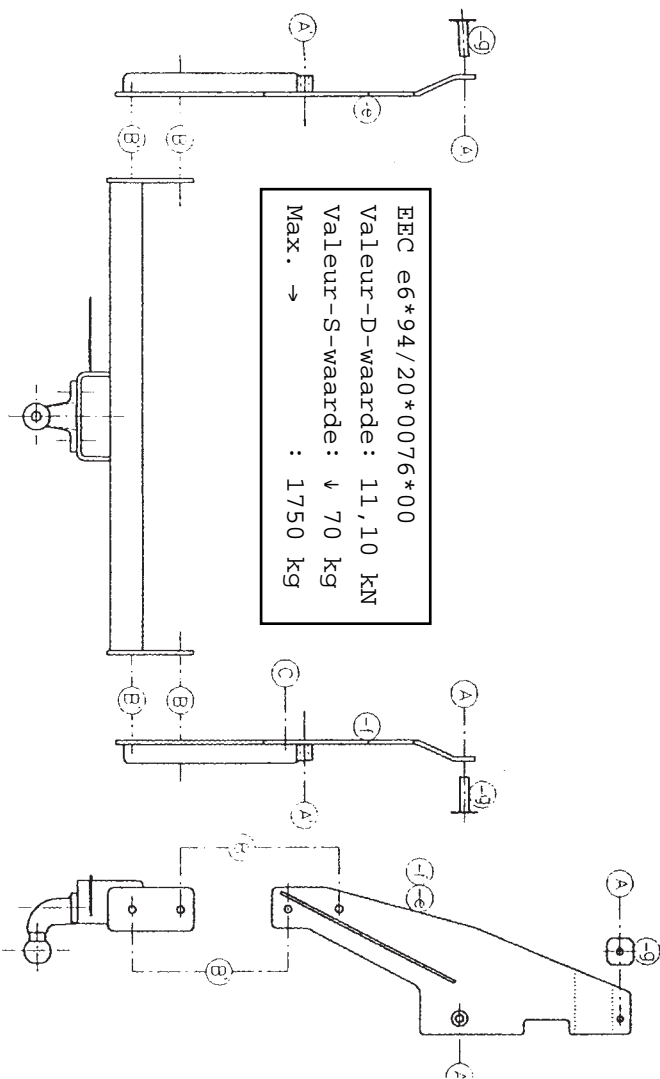 EEC e6*94/20*0076*00
Valeur-D-waarde: 11,10 kN
Valeur-S-waarde: ↓ 70 kg
Max. → : 1750 kg
A
-g
-e
A
B
B
B
B
C
A
-f
A
-g
B
B
-f
-e
A
-g
A